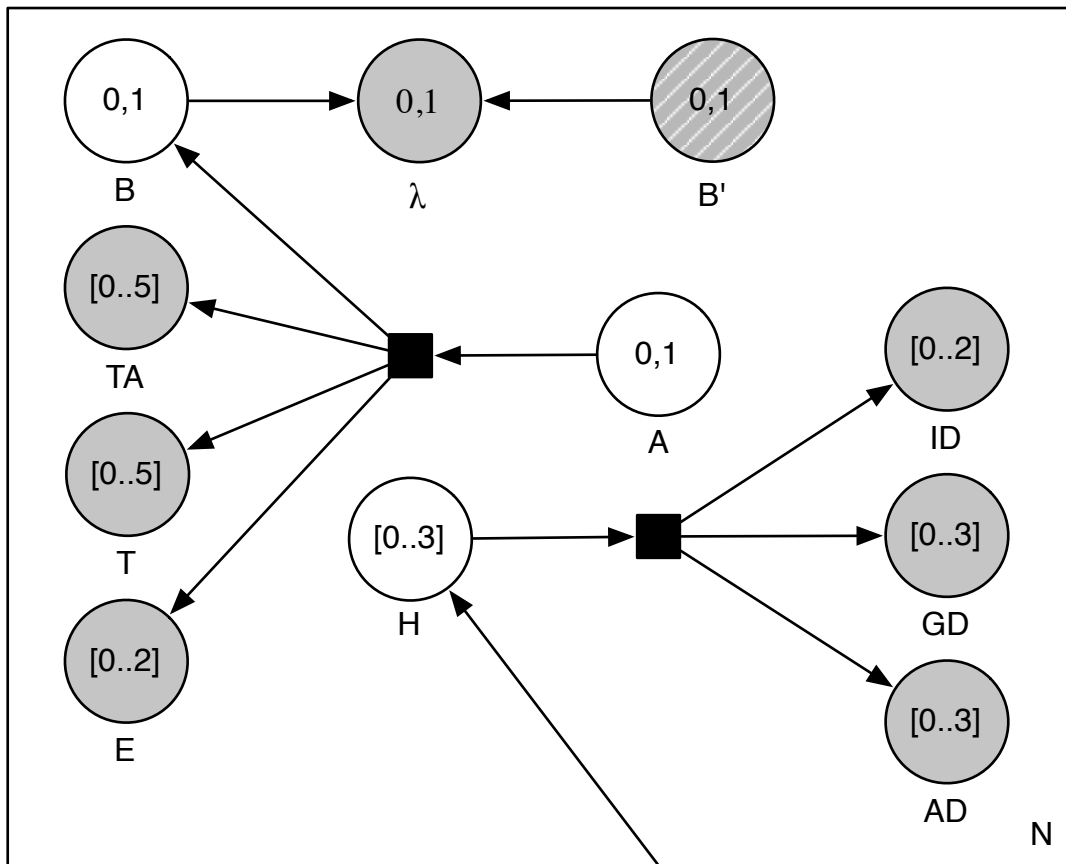 0,1
B
0,1
λ
0,1
B'
[0..5]
TA
[0..5]
T
[0..2]
E
0,1
A
[0..3]
H
[0..2]
ID
[0..3]
GD
[0..3]
AD
N